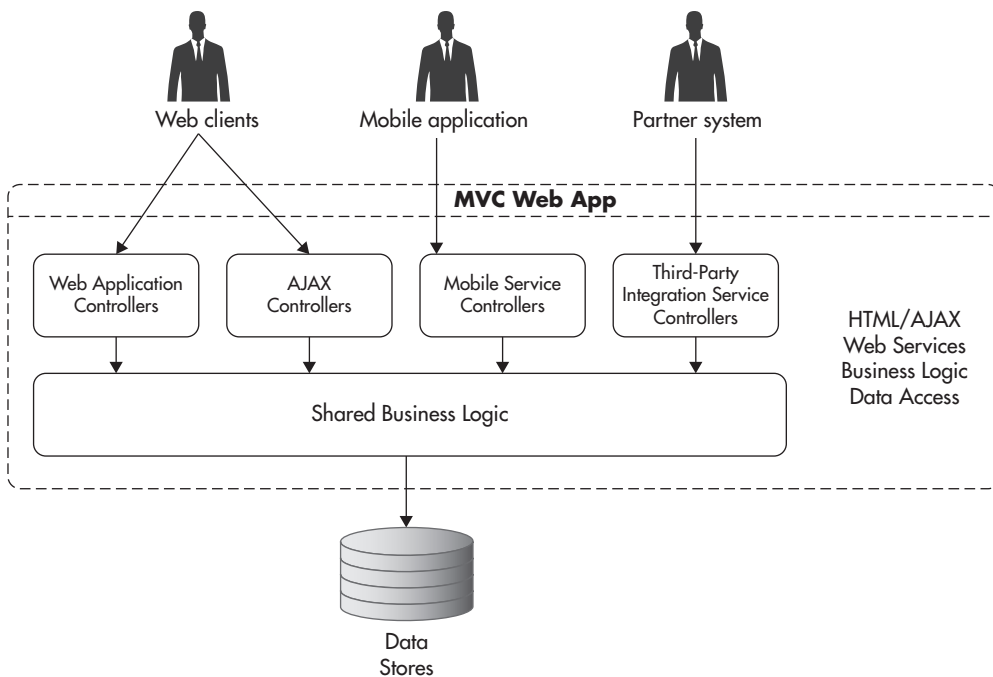 Web clients
Mobile application
Partner system
MVC Web App
Web Application
Controllers
AJAX
Controllers
Mobile Service
Controllers
Third-Party
Integration Service
Controllers
HTML/AJAX
Web Services
Business Logic
Data Access
Shared Business Logic
Data
Stores